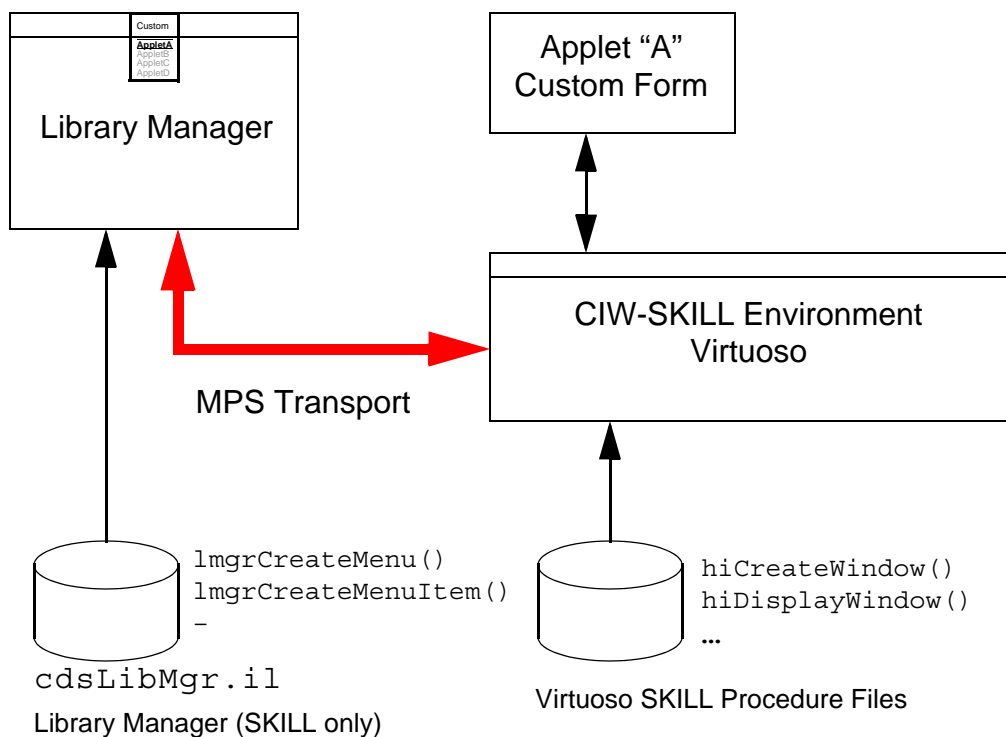 Custom
AppletA
AppletB
AppletC
AppletD
Library Manager
Applet “A”
Custom Form
CIW-SKILL Environment
Virtuoso
MPS Transport
lmgrCreateMenu()
lmgrCreateMenuItem()
–
cdsLibMgr.il
Library Manager (SKILL only)
hiCreateWindow()
hiDisplayWindow()
...
Virtuoso SKILL Procedure Files